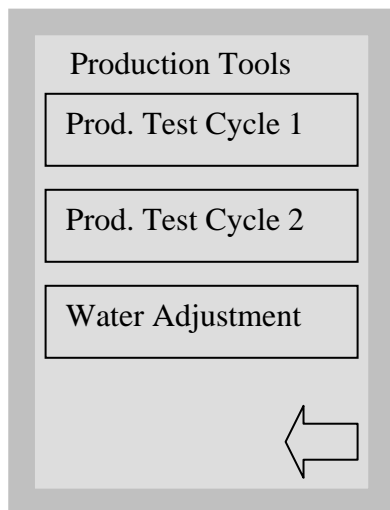 Production Tools
Prod. Test Cycle 1
Prod. Test Cycle 2
Water Adjustment